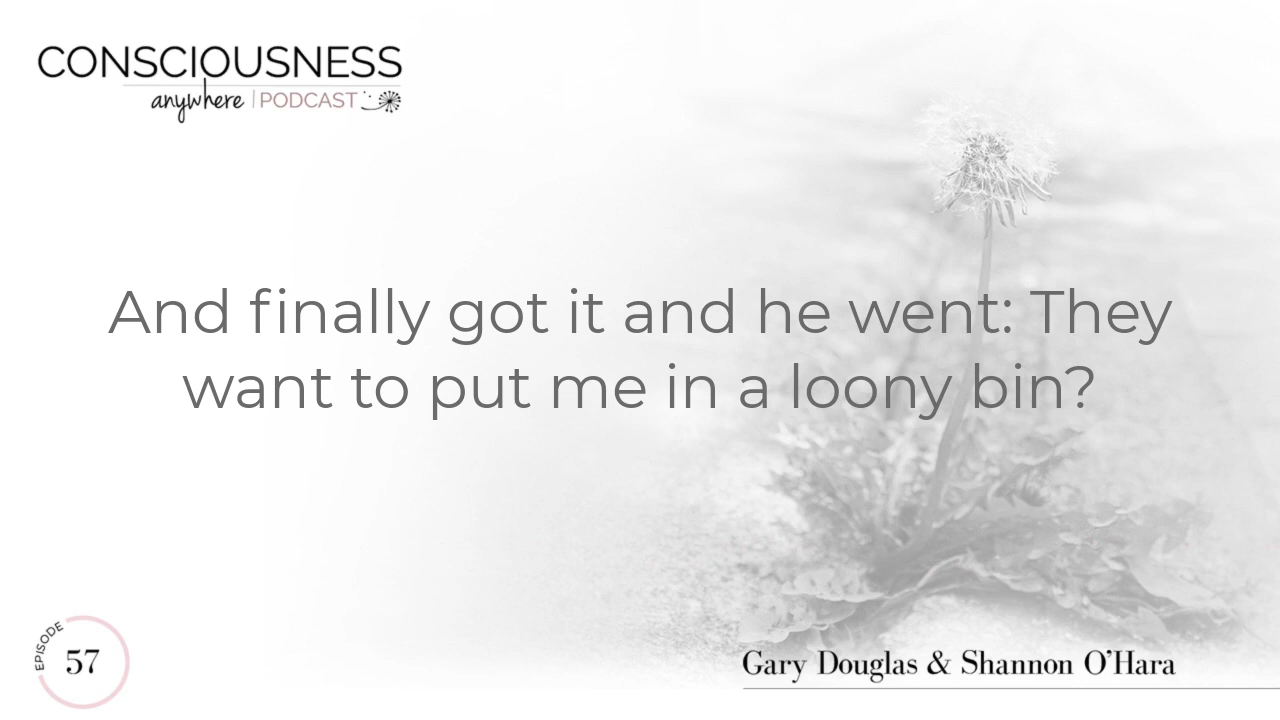 CONSCIOUSNESS
anywhere | PODCAST
And finally got it and he went: They
want to put me in a loony bin?
EPISODE
57
Gary Douglas & Shannon O'Hara